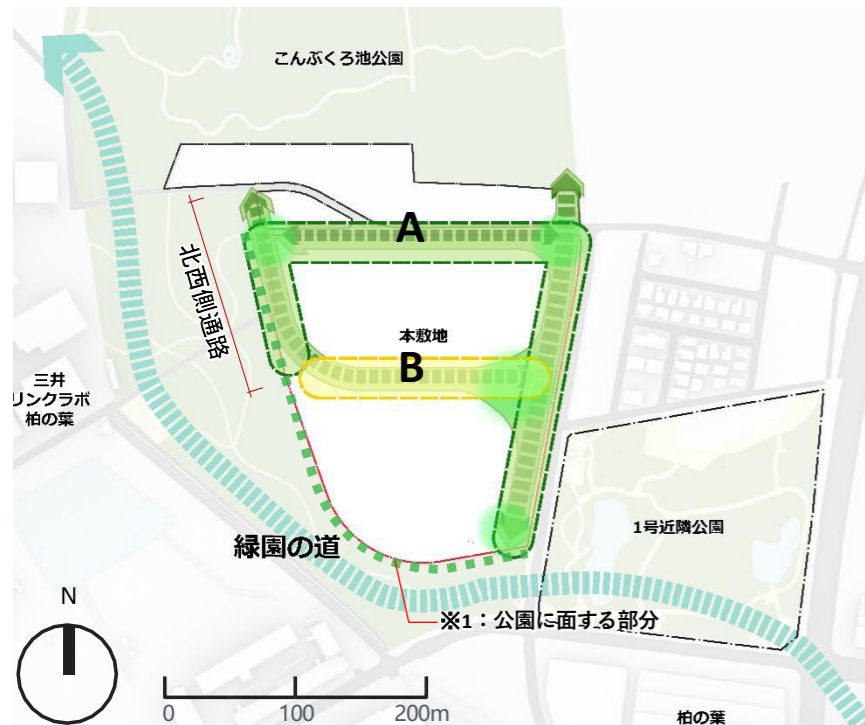 こんぶくろ池公園
A
北西側通路
本敷地
B
三井
リンクラボ
柏の葉
1号近隣公園
緑園の道
※1：公園に面する部分
N
0 100 200m
柏の葉